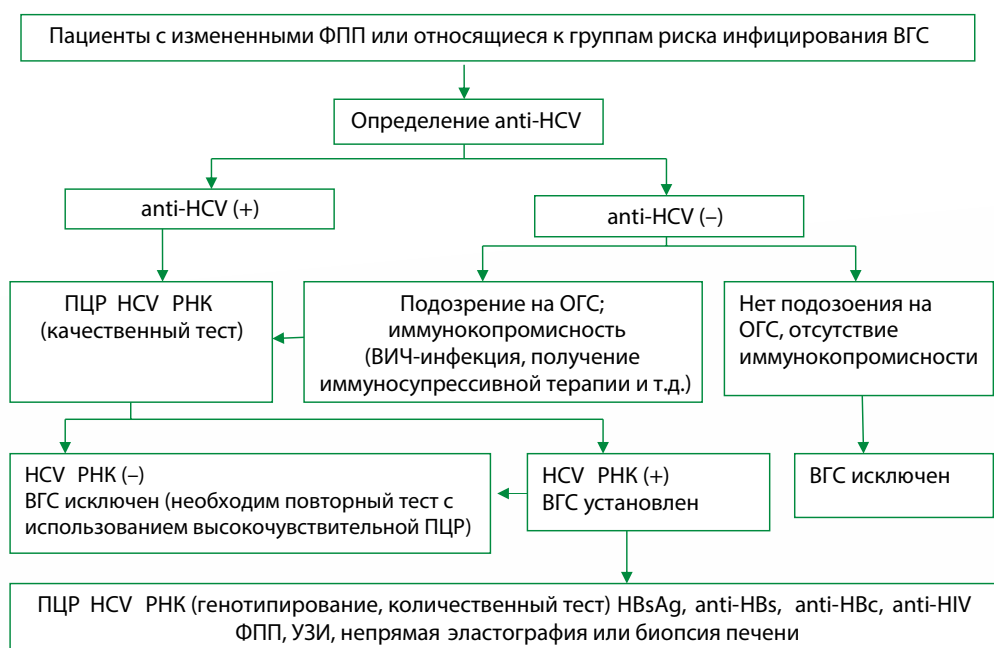 Пациенты с измененными ФПП или относящиеся к группам риска инфицирования ВГС
Определение anti-HCV
anti-HCV (+)
anti-HCV (–)
ПЦР HCV РНК
(качественный тест)
Подозрение на ОГС;
иммунокопромисность
(ВИЧ-инфекция, получение
иммуносупрессивной терапии и т.д.)
Нет подозоения на
ОГС, отсутствие
иммунокопромисности
HCV РНК (–)
ВГС исключен (необходим повторный тест с
использованием высокочувствительной ПЦР)
HCV РНК (+)
ВГС установлен
ВГС исключен
ПЦР HCV РНК (генотипирование, количественный тест) HBsAg, anti-HBs, anti-HBc, anti-HIV
ФПП, УЗИ, непрямая эластография или биопсия печени